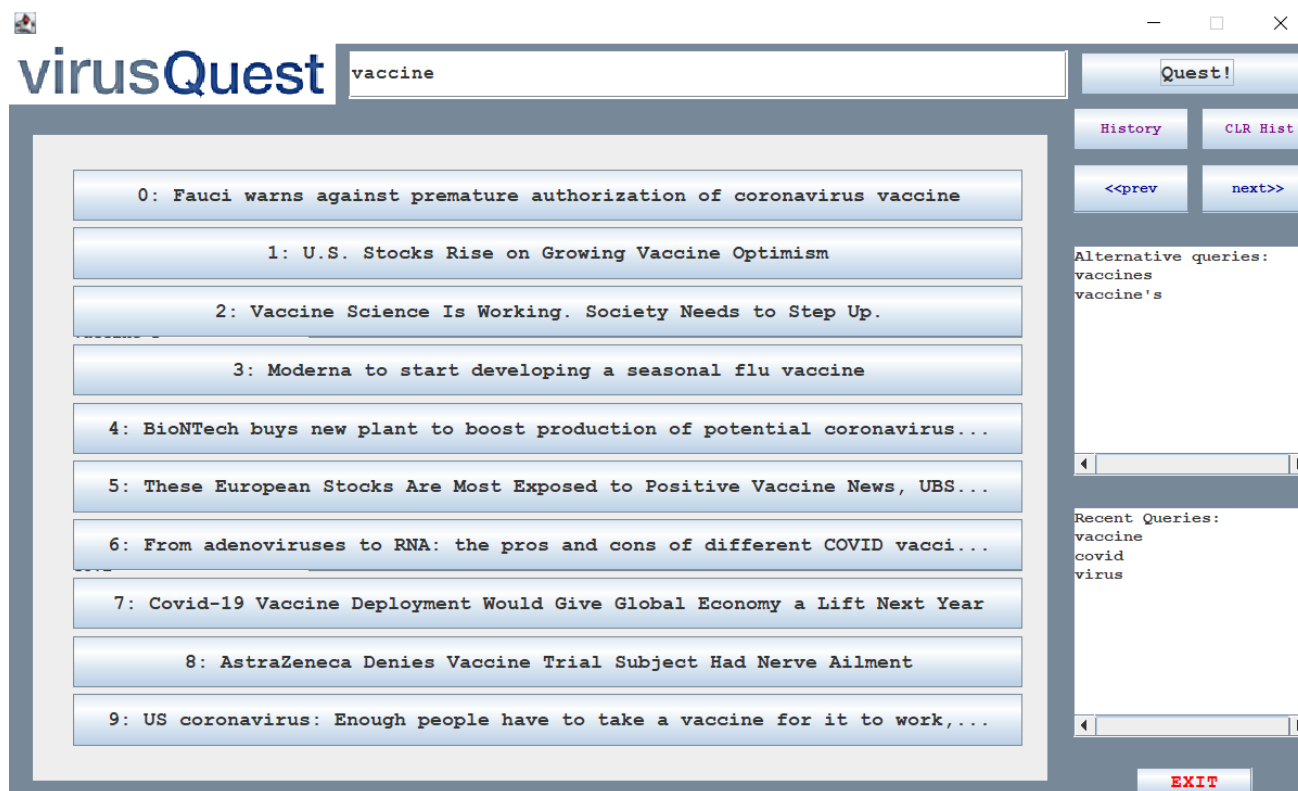 virusQuest
vaccine
Quest!
History
CLR Hist
<<prev
next>>
0: Fauci warns against premature authorization of coronavirus vaccine
1: U.S. Stocks Rise on Growing Vaccine Optimism
2: Vaccine Science Is Working. Society Needs to Step Up.
3: Moderna to start developing a seasonal flu vaccine
4: BioNTech buys new plant to boost production of potential coronavirus...
5: These European Stocks Are Most Exposed to Positive Vaccine News, UBS...
6: From adenoviruses to RNA: the pros and cons of different COVID vacci...
7: Covid-19 Vaccine Deployment Would Give Global Economy a Lift Next Year
8: AstraZeneca Denies Vaccine Trial Subject Had Nerve Ailment
9: US coronavirus: Enough people have to take a vaccine for it to work,...
Alternative queries:
vaccines
vaccine's
Recent Queries:
vaccine
covid
virus
EXIT